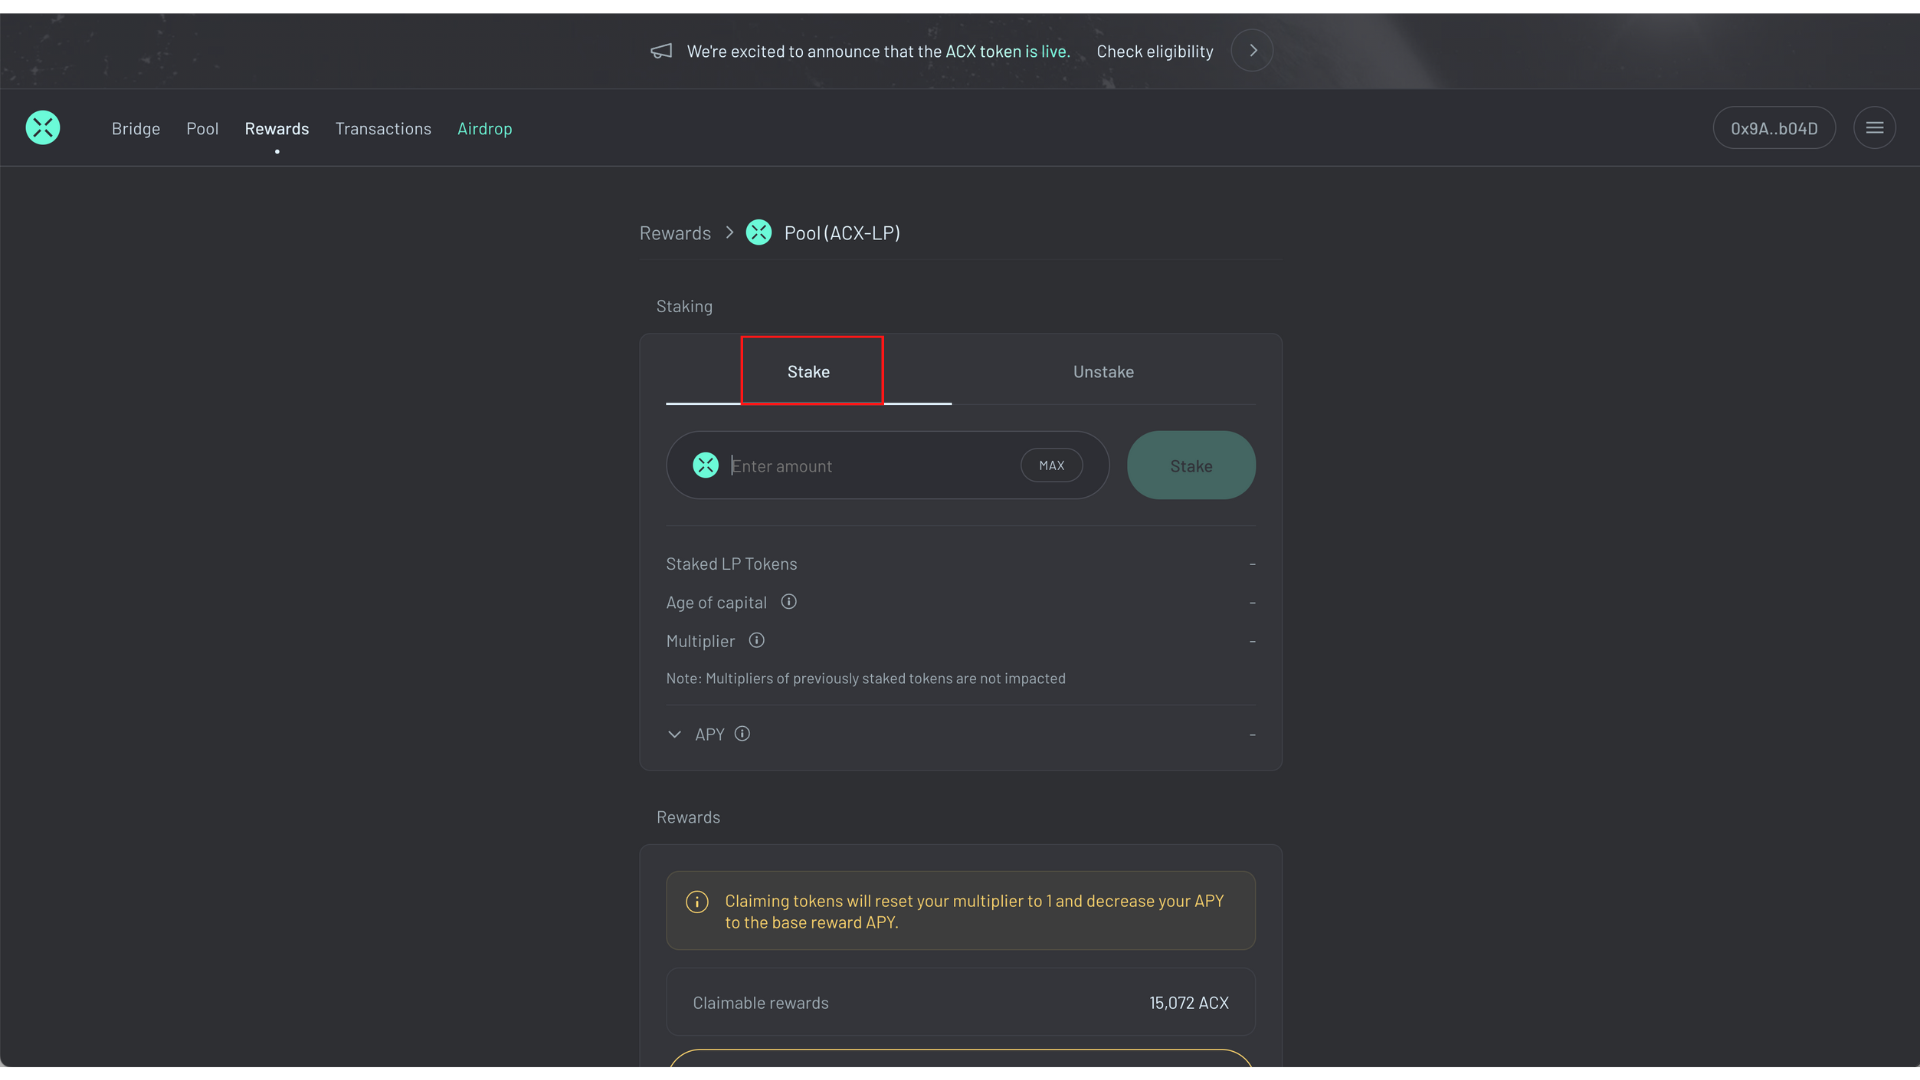 We're excited to announce that the ACX token is live. Check eligibility
Bridge Pool Rewards Transactions Airdrop 0x9A..b04D
Rewards Pool (ACX-LP)
Staking
Stake Unstake
Enter amount MAX Stake
Staked LP Tokens -
Age of capital -
Multiplier -
Note: Multipliers of previously staked tokens are not impacted
APY -
Rewards
Claiming tokens will reset your multiplier to 1 and decrease your APY
to the base reward APY.
Claimable rewards 15,072 ACX